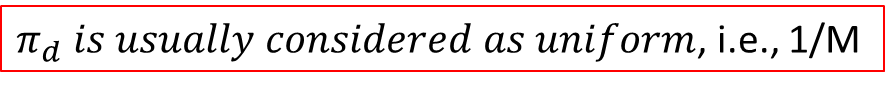 π_d is usually considered as uniform, i.e., 1/M